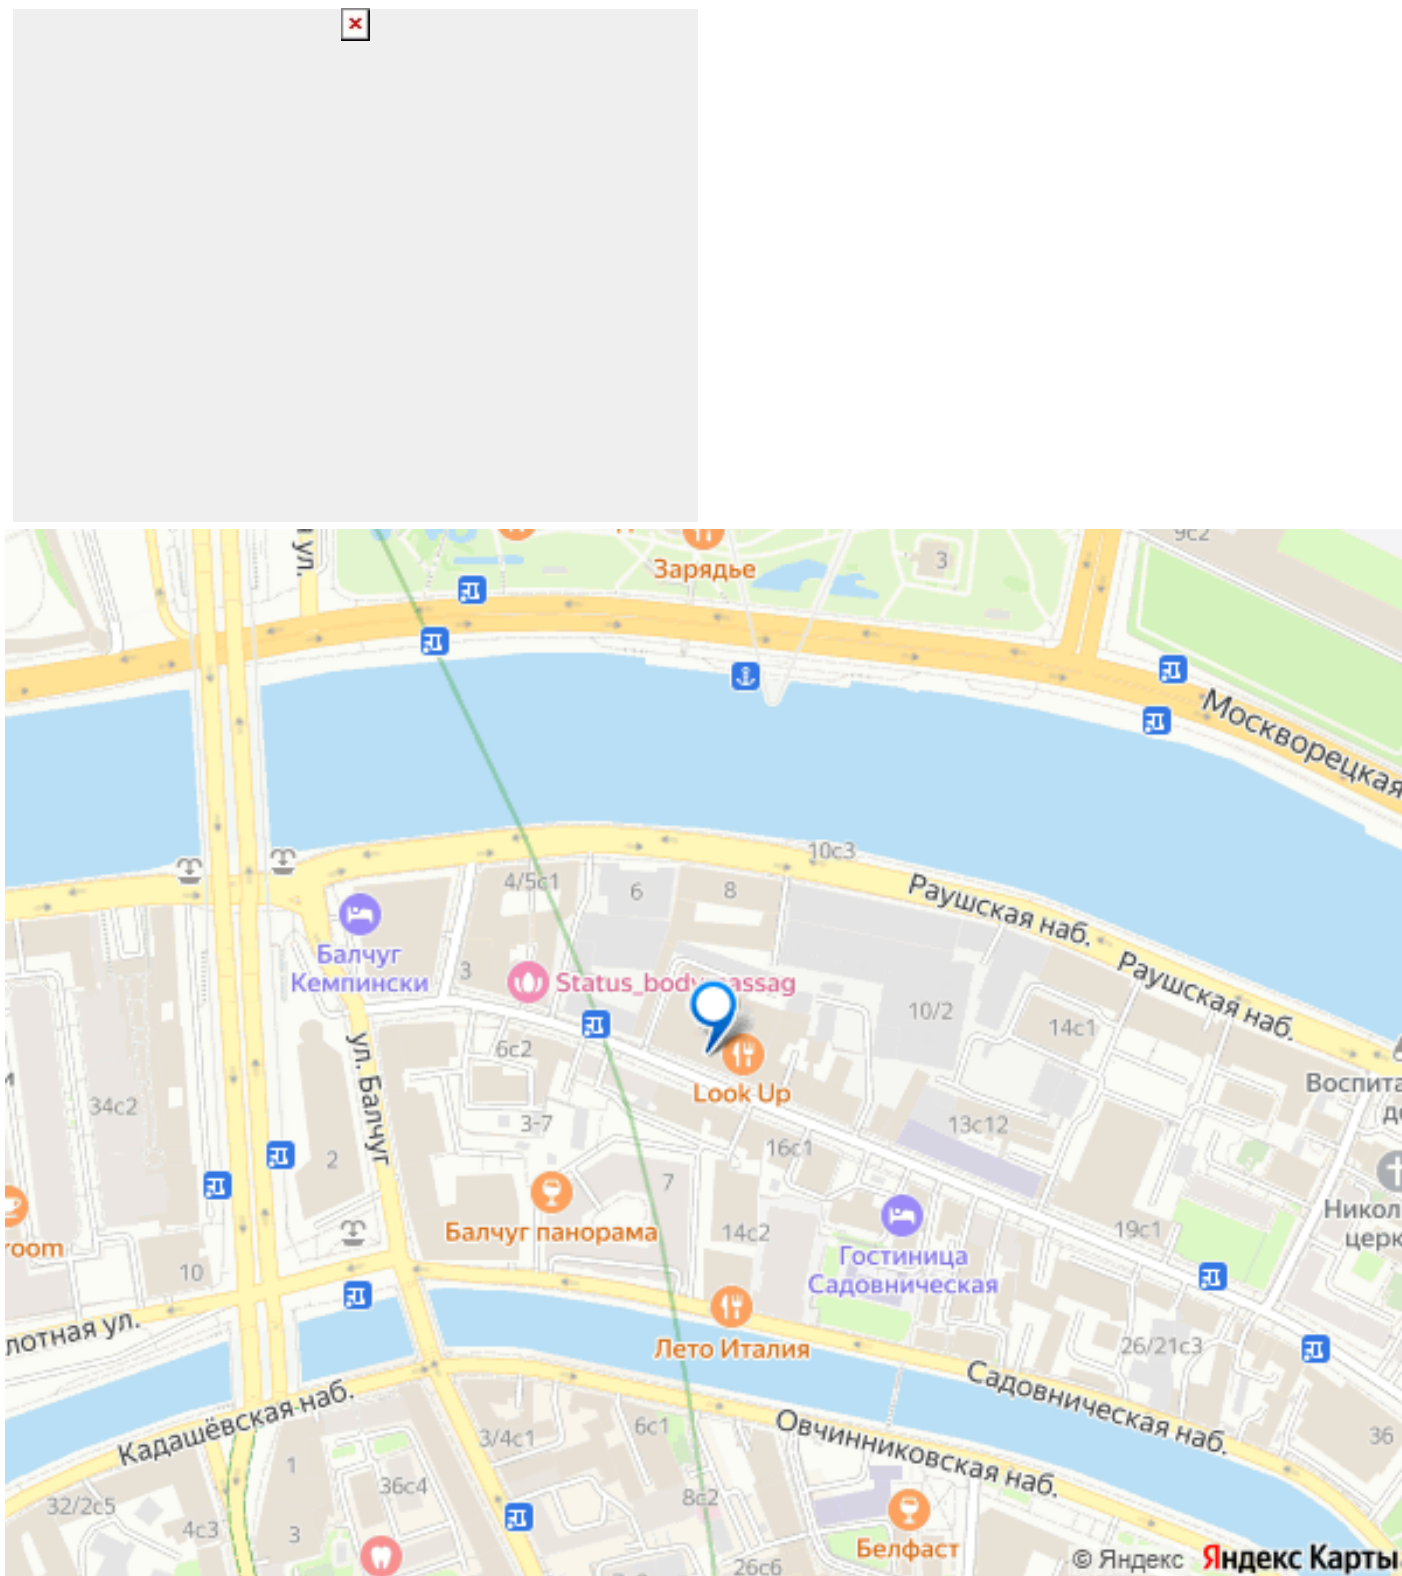 9с2
ул.
Зарядье
3
Москворецкая
10с3
4/5с1
6
8
Раушская наб.
Балчуг
Кемпински
3
Status_body
assag
Раушская наб.
10/2
14с1
ул. Балчуг
6с2
Look Up
34с2
3-7
13с12
Воспита
до
2
16с1
7
room
Балчуг панорама
14с2
Гостиница
Садовническая
19с1
Никол
церк
10
лотная ул.
Лето Италия
26/21с3
Садовническая наб.
Кадашёвская наб.
3/4с1
6с1
Овчинниковская наб.
36
1
36с4
32/2с5
4с3
3
8с2
Белфаст
26с6
© Яндекс Яндекс Карты